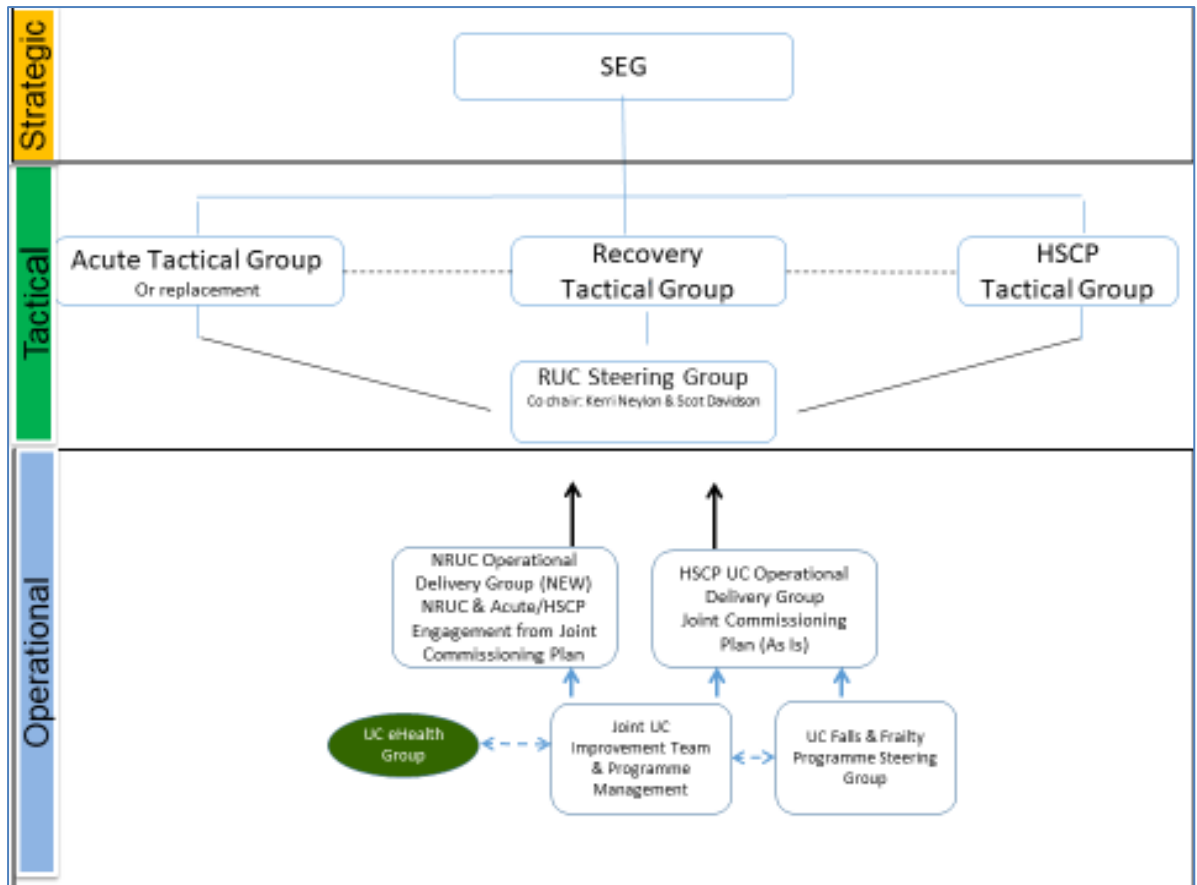 Strategic
SEG
Tactical
Acute Tactical Group
Or replacement
Recovery
Tactical Group
HSCP
Tactical Group
RUC Steering Group
Co chair: Kerri Neylon & Scot Davidson
Operational
NRUC Operational
Delivery Group (NEW)
NRUC & Acute/HSCP
Engagement from Joint
Commissioning Plan
HSCP UC Operational
Delivery Group
Joint Commissioning
Plan (As Is)
UC eHealth
Group
Joint UC
Improvement Team
& Programme
Management
UC Falls & Frailty
Programme Steering
Group